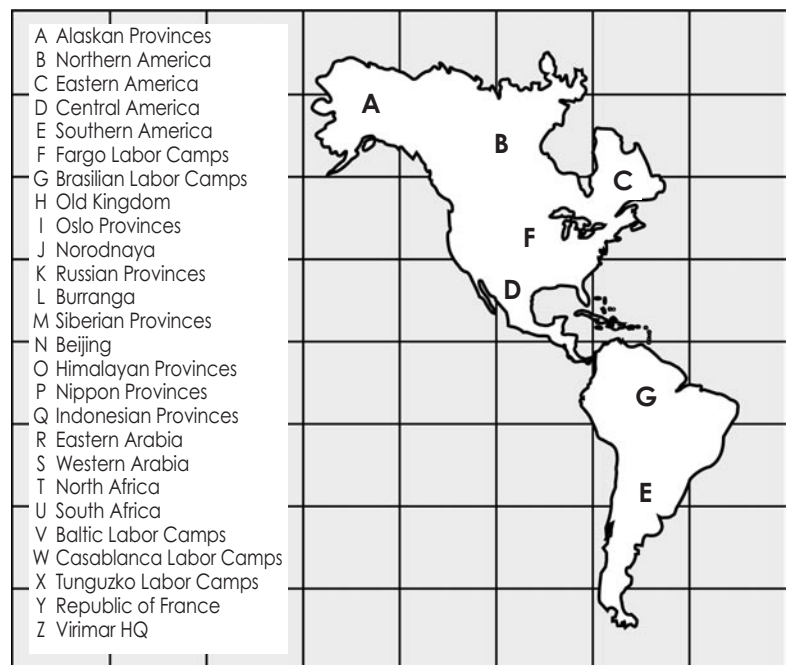 A Alaskan Provinces
B Northern America
C Eastern America
D Central America
E Southern America
F Fargo Labor Camps
G Brasilian Labor Camps
H Old Kingdom
I Oslo Provinces
J Norodnaya
K Russian Provinces
L Burranga
M Siberian Provinces
N Beijing
O Himalayan Provinces
P Nippon Provinces
Q Indonesian Provinces
R Eastern Arabia
S Western Arabia
T North Africa
U South Africa
V Baltic Labor Camps
W Casablanca Labor Camps
X Tunguzko Labor Camps
Y Republic of France
Z Virimar HQ
A
B
C
F
D
G
E